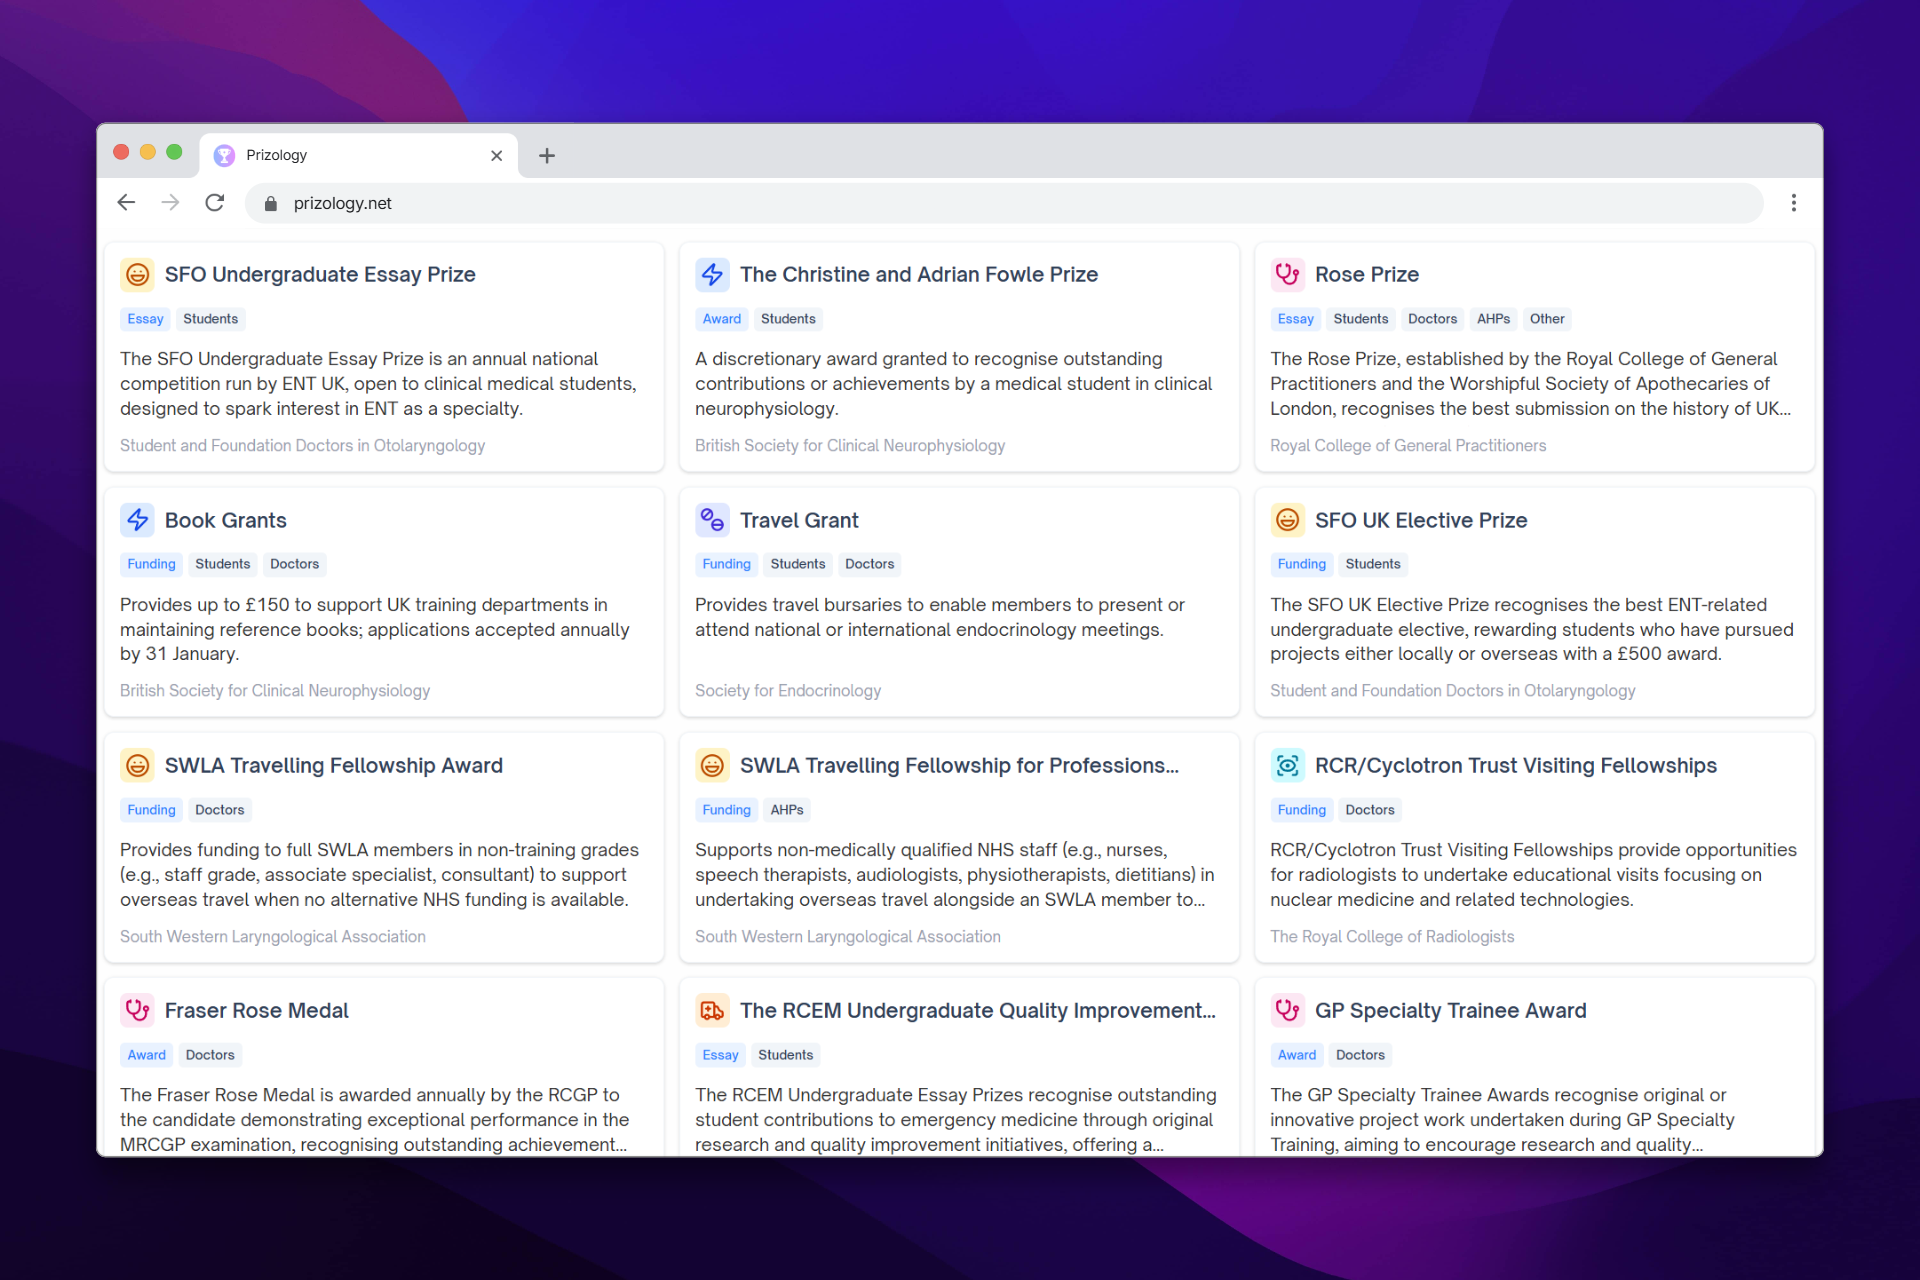 Prizology
prizology.net
SFO Undergraduate Essay Prize
Essay Students
The SFO Undergraduate Essay Prize is an annual national
competition run by ENT UK, open to clinical medical students,
designed to spark interest in ENT as a specialty.
Student and Foundation Doctors in Otolaryngology
The Christine and Adrian Fowle Prize
Award Students
A discretionary award granted to recognise outstanding
contributions or achievements by a medical student in clinical
neurophysiology.
British Society for Clinical Neurophysiology
Rose Prize
Essay Students Doctors AHPs Other
The Rose Prize, established by the Royal College of General
Practitioners and the Worshipful Society of Apothecaries of
London, recognises the best submission on the history of UK...
Royal College of General Practitioners
Book Grants
Funding Students Doctors
Provides up to £150 to support UK training departments in
maintaining reference books; applications accepted annually
by 31 January.
British Society for Clinical Neurophysiology
Travel Grant
Funding Students Doctors
Provides travel bursaries to enable members to present or
attend national or international endocrinology meetings.
Society for Endocrinology
SFO UK Elective Prize
Funding Students
The SFO UK Elective Prize recognises the best ENT-related
undergraduate elective, rewarding students who have pursued
projects either locally or overseas with a £500 award.
Student and Foundation Doctors in Otolaryngology
SWLA Travelling Fellowship Award
Funding Doctors
Provides funding to full SWLA members in non-training grades
(e.g., staff grade, associate specialist, consultant) to support
overseas travel when no alternative NHS funding is available.
South Western Laryngological Association
SWLA Travelling Fellowship for Professions...
Funding AHPs
Supports non-medically qualified NHS staff (e.g., nurses,
speech therapists, audiologists, physiotherapists, dietitians) in
undertaking overseas travel alongside an SWLA member to...
South Western Laryngological Association
RCR/Cyclotron Trust Visiting Fellowships
Funding Doctors
RCR/Cyclotron Trust Visiting Fellowships provide opportunities
for radiologists to undertake educational visits focusing on
nuclear medicine and related technologies.
The Royal College of Radiologists
Fraser Rose Medal
Award Doctors
The Fraser Rose Medal is awarded annually by the RCGP to
the candidate demonstrating exceptional performance in the
MRCGP examination, recognising outstanding achievement...
The RCEM Undergraduate Quality Improvement...
Essay Students
The RCEM Undergraduate Essay Prizes recognise outstanding
student contributions to emergency medicine through original
research and quality improvement initiatives, offering a...
GP Specialty Trainee Award
Award Doctors
The GP Specialty Trainee Awards recognise original or
innovative project work undertaken during GP Specialty
Training, aiming to encourage research and quality...